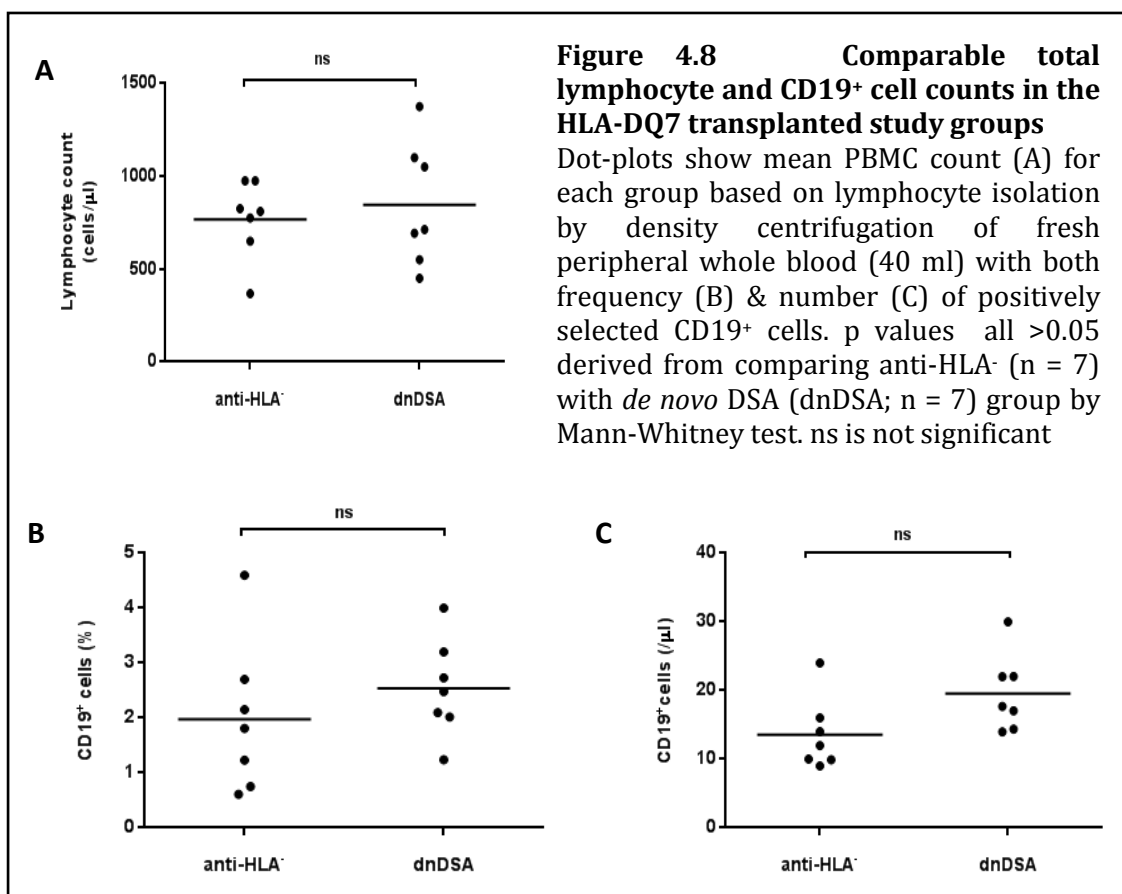 A
ns
1500
1000
500
0
Lymphocyte count
(cells/µl)
anti-HLA⁻
dnDSA
Figure 4.8 Comparable total
lymphocyte and CD19⁺ cell counts in the
HLA-DQ7 transplanted study groups
Dot-plots show mean PBMC count (A) for
each group based on lymphocyte isolation
by density centrifugation of fresh
peripheral whole blood (40 ml) with both
frequency (B) & number (C) of positively
selected CD19⁺ cells. p values all >0.05
derived from comparing anti-HLA⁻ (n = 7)
with de novo DSA (dnDSA; n = 7) group by
Mann-Whitney test. ns is not significant
B
ns
5
4
3
2
1
0
CD19⁺ cells (%)
anti-HLA⁻
dnDSA
C
ns
40
30
20
10
0
CD19⁺ cells (/µl)
anti-HLA⁻
dnDSA